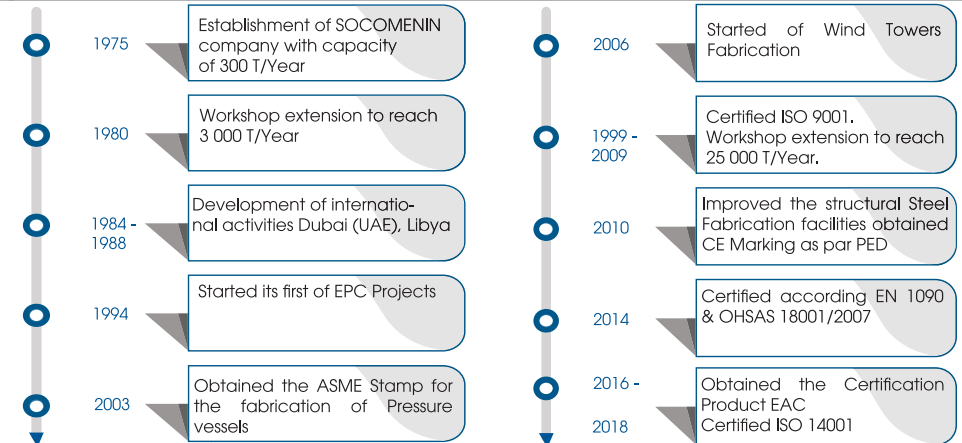 1975
Establishment of SOCOMENIN
company with capacity
of 300 T/Year
1980
Workshop extension to reach
3 000 T/Year
1984 -
1988
Development of internatio-
nal activities Dubai (UAE), Libya
1994
Started its first of EPC Projects
2003
Obtained the ASME Stamp for
the fabrication of Pressure
vessels
2006
Started of Wind Towers
Fabrication
1999 -
2009
Certified ISO 9001.
Workshop extension to reach
25 000 T/Year.
2010
Improved the structural Steel
Fabrication facilities obtained
CE Marking as par PED
2014
Certified according EN 1090
& OHSAS 18001/2007
2016 -
2018
Obtained the Certification
Product EAC
Certified ISO 14001